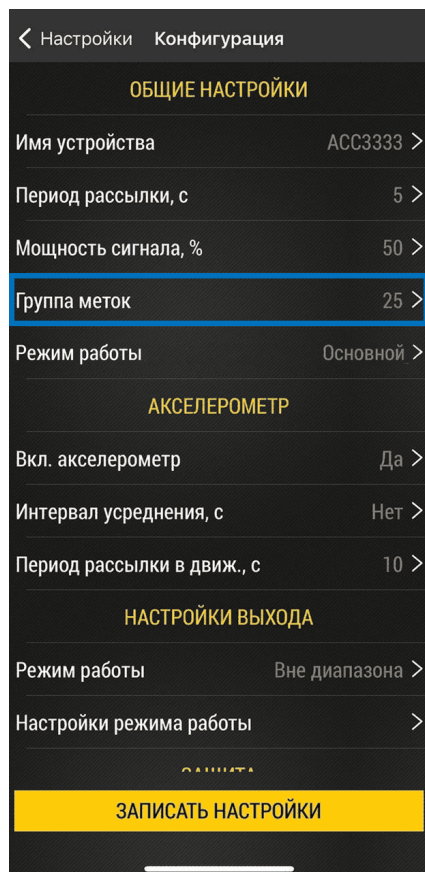 Настройки Конфигурация
ОБЩИЕ НАСТРОЙКИ
Имя устройства ACC3333
Период рассылки, с 5
Мощность сигнала, % 50
Группа меток 25
Режим работы Основной
АКСЕЛЕРОМЕТР
Вкл. акселерометр Да
Интервал усреднения, с Нет
Период рассылки в движ., с 10
НАСТРОЙКИ ВЫХОДА
Режим работы Вне диапазона
Настройки режима работы
ЗАПИСАТЬ НАСТРОЙКИ